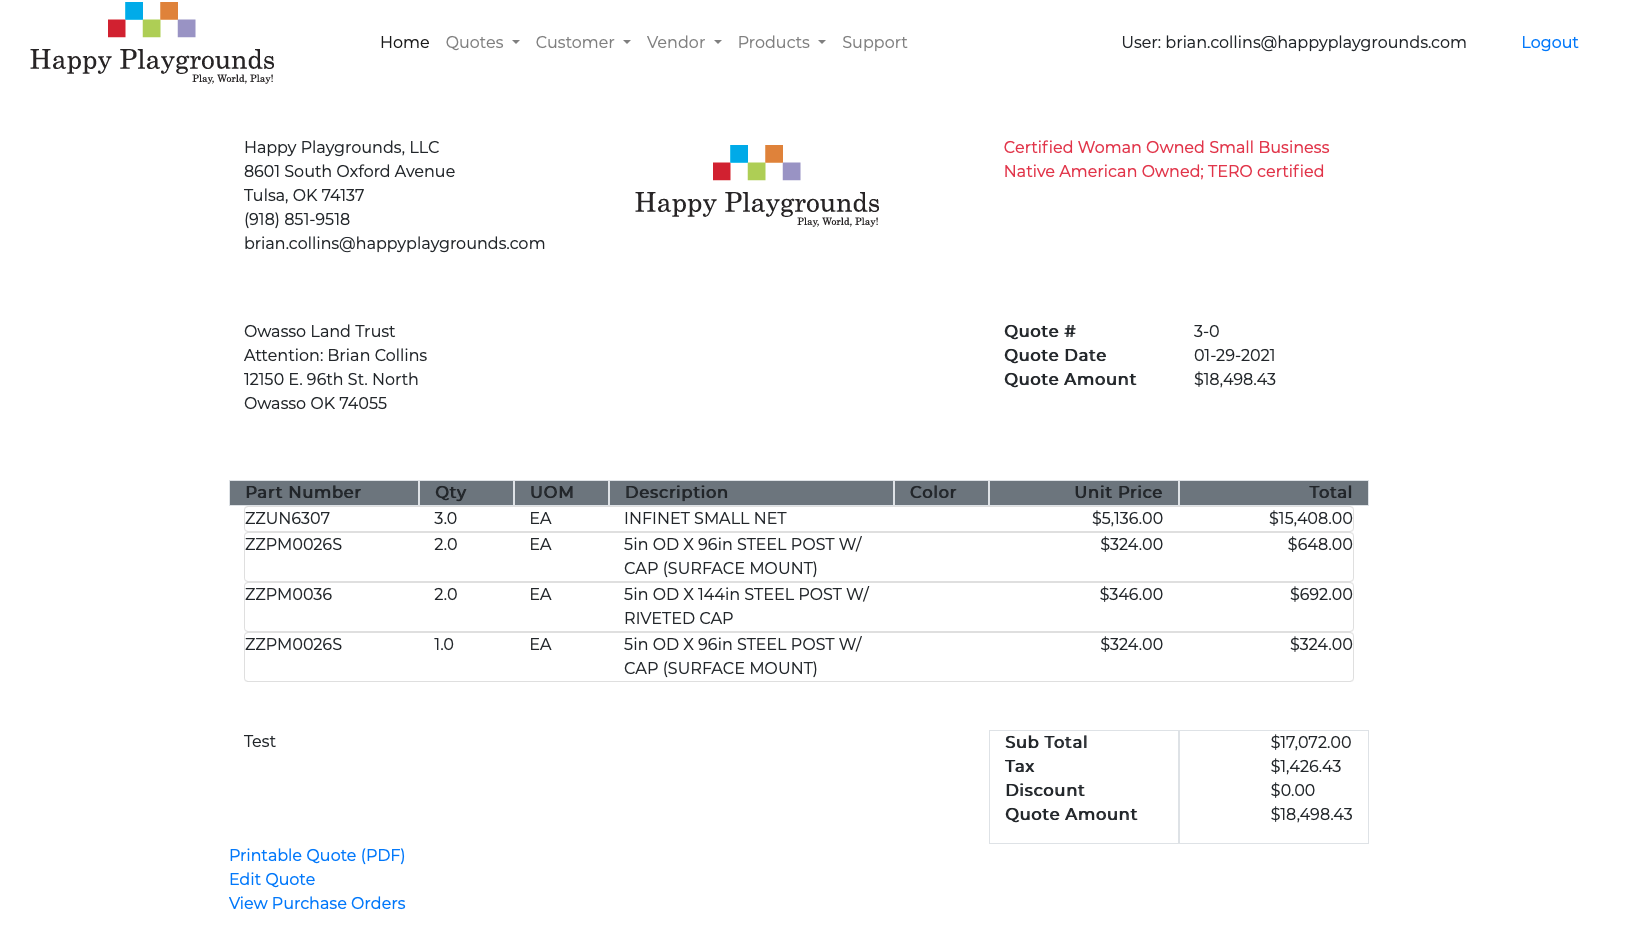 Happy Playgrounds
Play, World, Play!
Home Quotes Customer Vendor Products Support
User: brian.collins@happyplaygrounds.com Logout
Happy Playgrounds, LLC
8601 South Oxford Avenue
Tulsa, OK 74137
(918) 851-9518
brian.collins@happyplaygrounds.com
Happy Playgrounds
Play, World, Play!
Certified Woman Owned Small Business
Native American Owned; TERO certified
Owasso Land Trust
Attention: Brian Collins
12150 E. 96th St. North
Owasso OK 74055
Quote # 3-0
Quote Date 01-29-2021
Quote Amount $18,498.43
Part Number Qty UOM Description Color Unit Price Total
ZZUN6307 3.0 EA INFINET SMALL NET $5,136.00 $15,408.00
ZZPM0026S 2.0 EA 5in OD X 96in STEEL POST W/ $324.00 $648.00
CAP (SURFACE MOUNT)
ZZPM0036 2.0 EA 5in OD X 144in STEEL POST W/ $346.00 $692.00
RIVETED CAP
ZZPM0026S 1.0 EA 5in OD X 96in STEEL POST W/ $324.00 $324.00
CAP (SURFACE MOUNT)
Test
Sub Total $17,072.00
Tax $1,426.43
Discount $0.00
Quote Amount $18,498.43
Printable Quote (PDF)
Edit Quote
View Purchase Orders